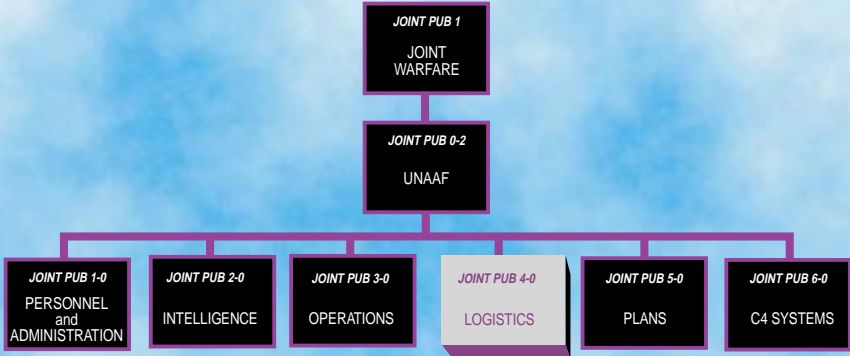 JOINT PUB 1
JOINT
WARFARE
JOINT PUB 0-2
UNAAF
JOINT PUB 1-0
PERSONNEL
and
ADMINISTRATION
JOINT PUB 2-0
INTELLIGENCE
JOINT PUB 3-0
OPERATIONS
JOINT PUB 4-0
LOGISTICS
JOINT PUB 5-0
PLANS
JOINT PUB 6-0
C4 SYSTEMS